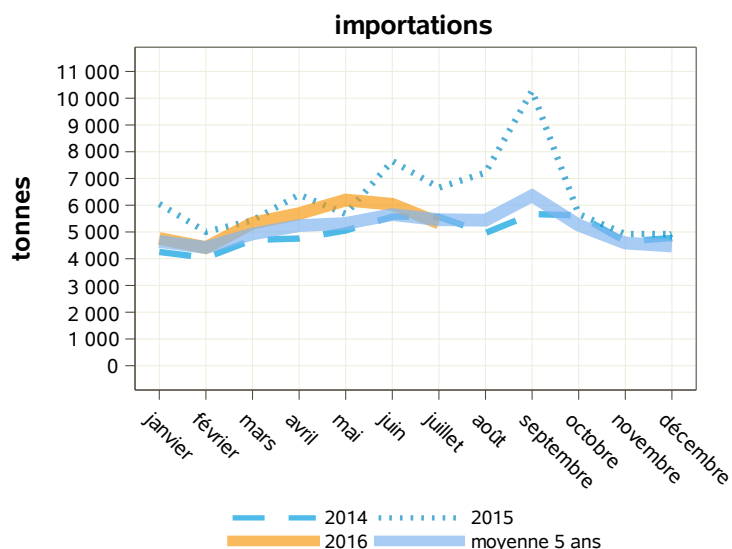 importations
tonnes
11 000
10 000
9 000
8 000
7 000
6 000
5 000
4 000
3 000
2 000
1 000
0
janvier
février
mars
avril
mai
juin
juillet
août
septembre
octobre
novembre
décembre
2014 2015
2016 moyenne 5 ans